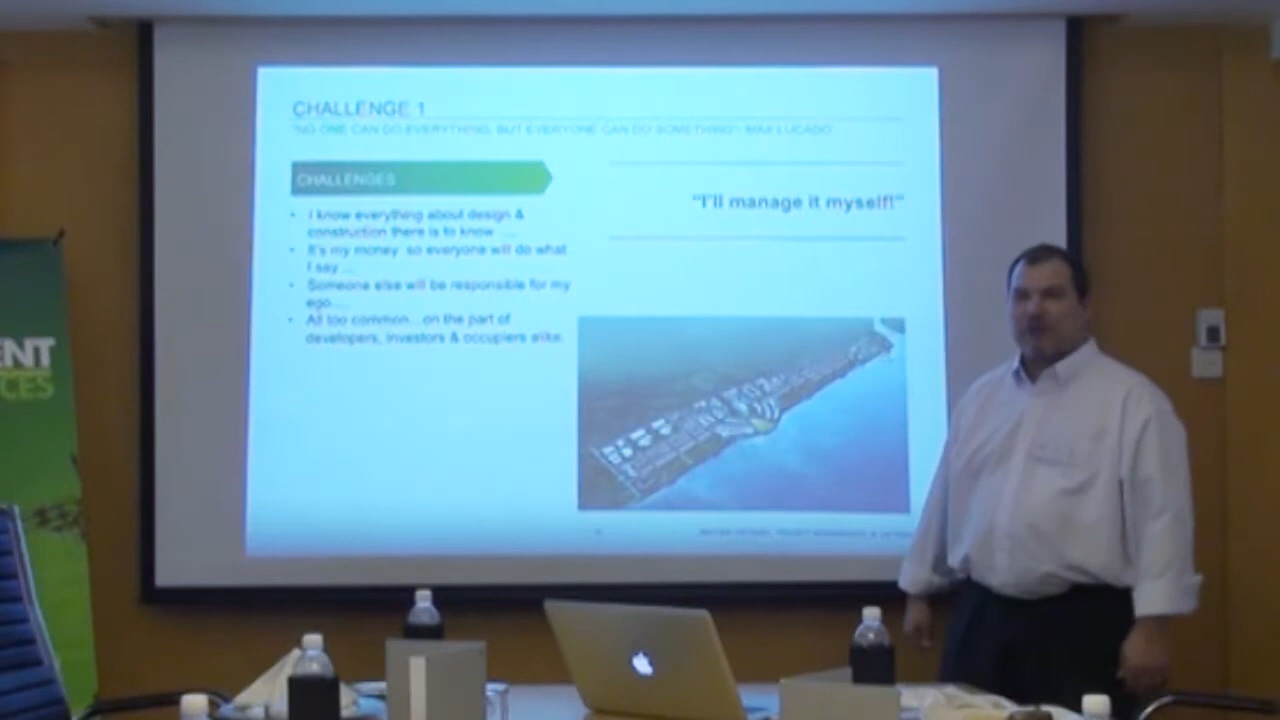 CHALLENGE 1
"NO ONE CAN DO EVERYTHING, BUT EVERYONE CAN DO SOMETHING"- MAX LUCADO
CHALLENGES
"I'll manage it myself!"
• I know everything about design &
construction there is to know ....
• It's my money so everyone will do what
I say ...
• Someone else will be responsible for my
ego....
• All too common...on the part of
developers, investors & occupiers alike.
ENT
CES